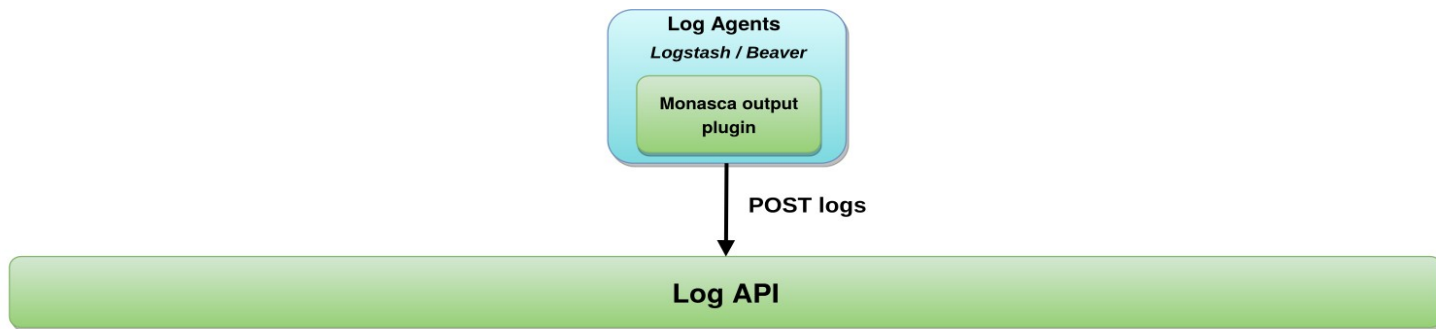 Log Agents
Logstash / Beaver
Monasca output
plugin
POST logs
Log API